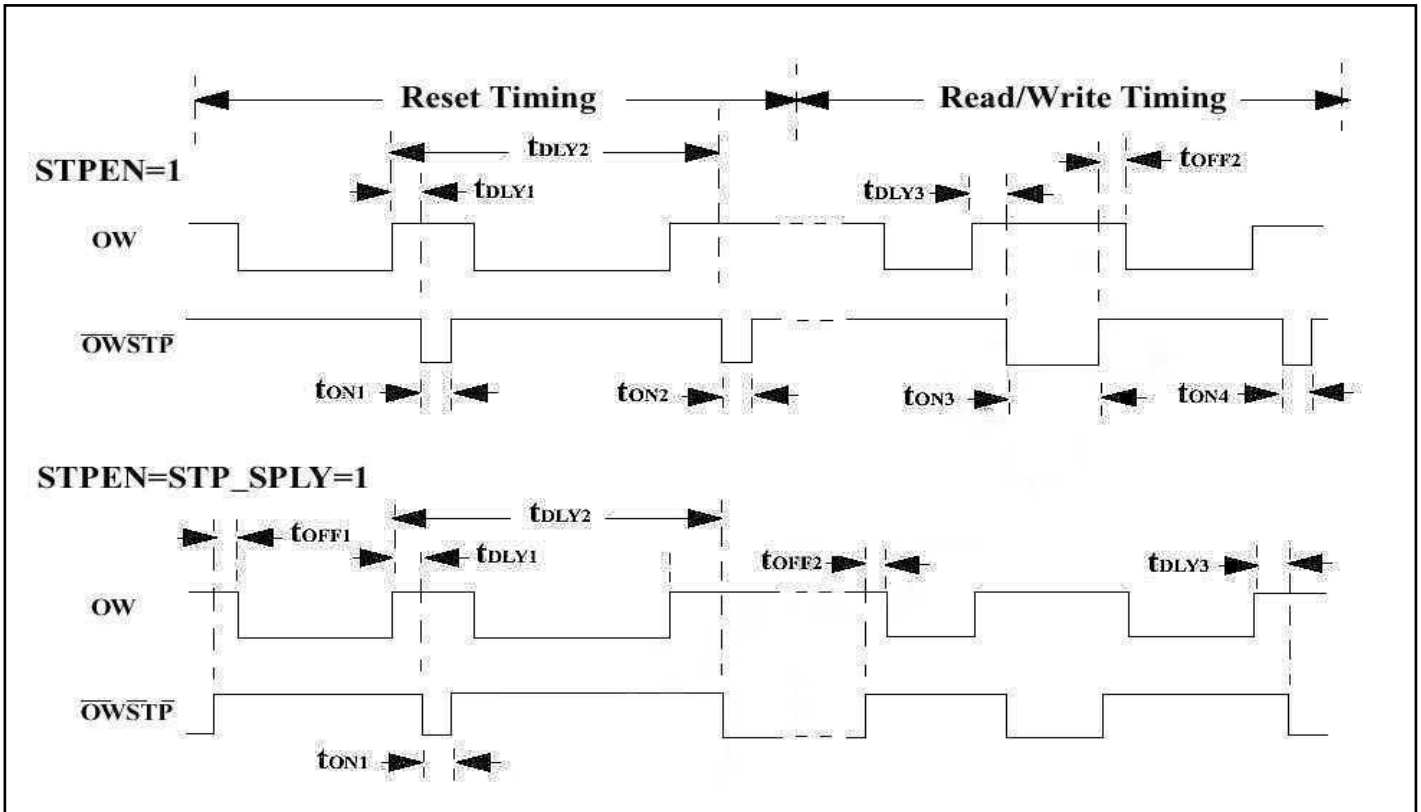 Reset Timing
Read/Write Timing
tDLY2
tOFF2
STPEN=1
tDLY1
tDLY3
OW
OWSTP
tON1
tON2
tON3
tON4
STPEN=STP_SPLY=1
tDLY2
tOFF1
tDLY1
tOFF2
tDLY3
OW
OWSTP
tON1